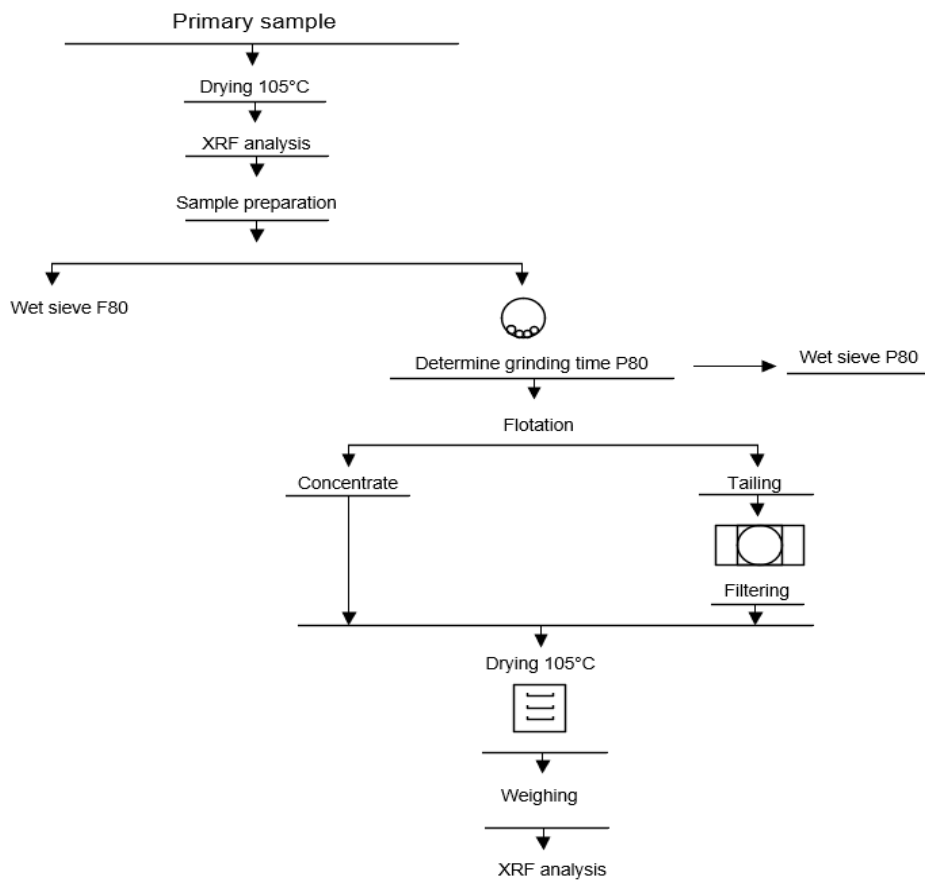 Primary sample
Drying 105°C
XRF analysis
Sample preparation
Wet sieve F80
Determine grinding time P80
Wet sieve P80
Flotation
Concentrate
Tailing
Filtering
Drying 105°C
Weighing
XRF analysis